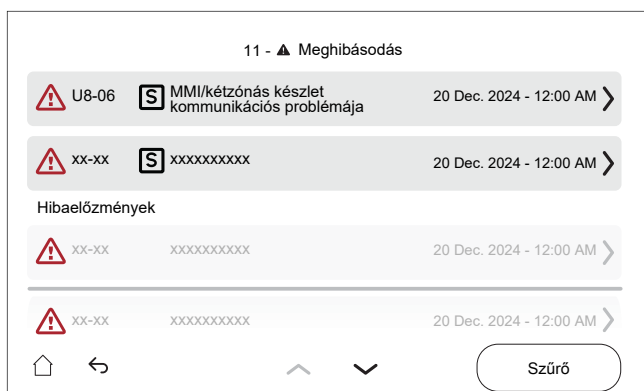 11 - Meghibásodás
U8-06 S MMI/kétzónás készlet 20 Dec. 2024 - 12:00 AM
kommunikációs problémája
xx-xx S xxxxxxxxxx 20 Dec. 2024 - 12:00 AM
Hibaelőzmények
xx-xx xxxxxxxxxx 20 Dec. 2024 - 12:00 AM
xx-xx xxxxxxxxxx 20 Dec. 2024 - 12:00 AM
Szűrő